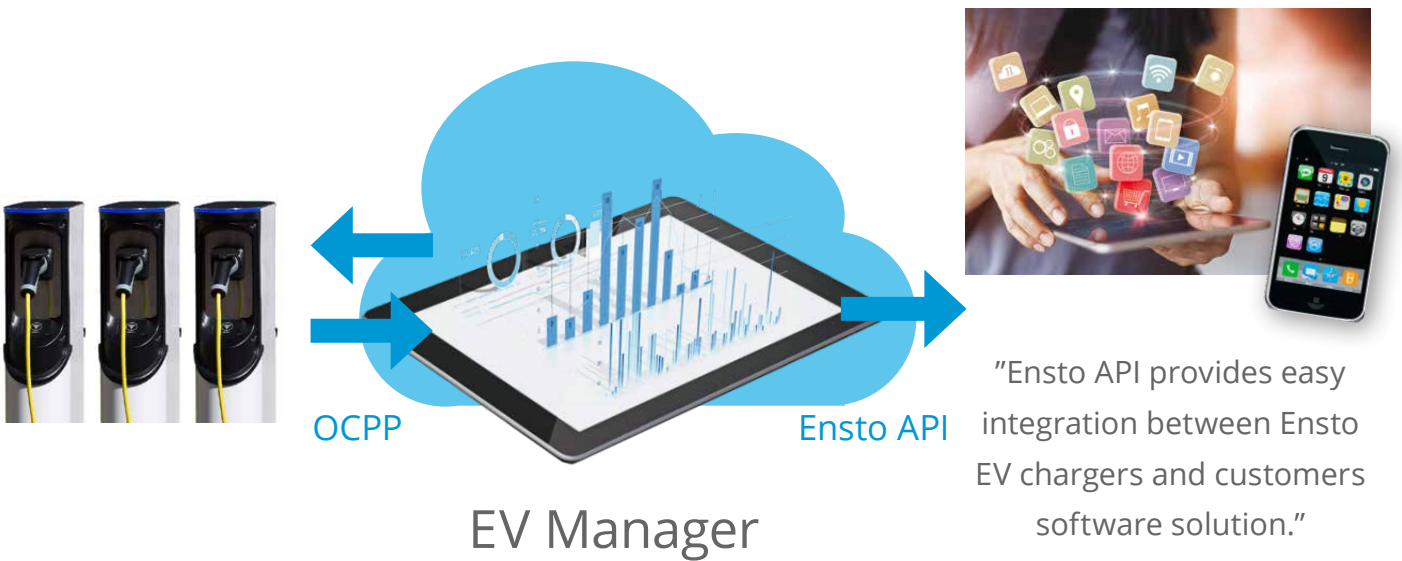 OCPP
Ensto API
EV Manager
”Ensto API provides easy
integration between Ensto
EV chargers and customers
software solution.”